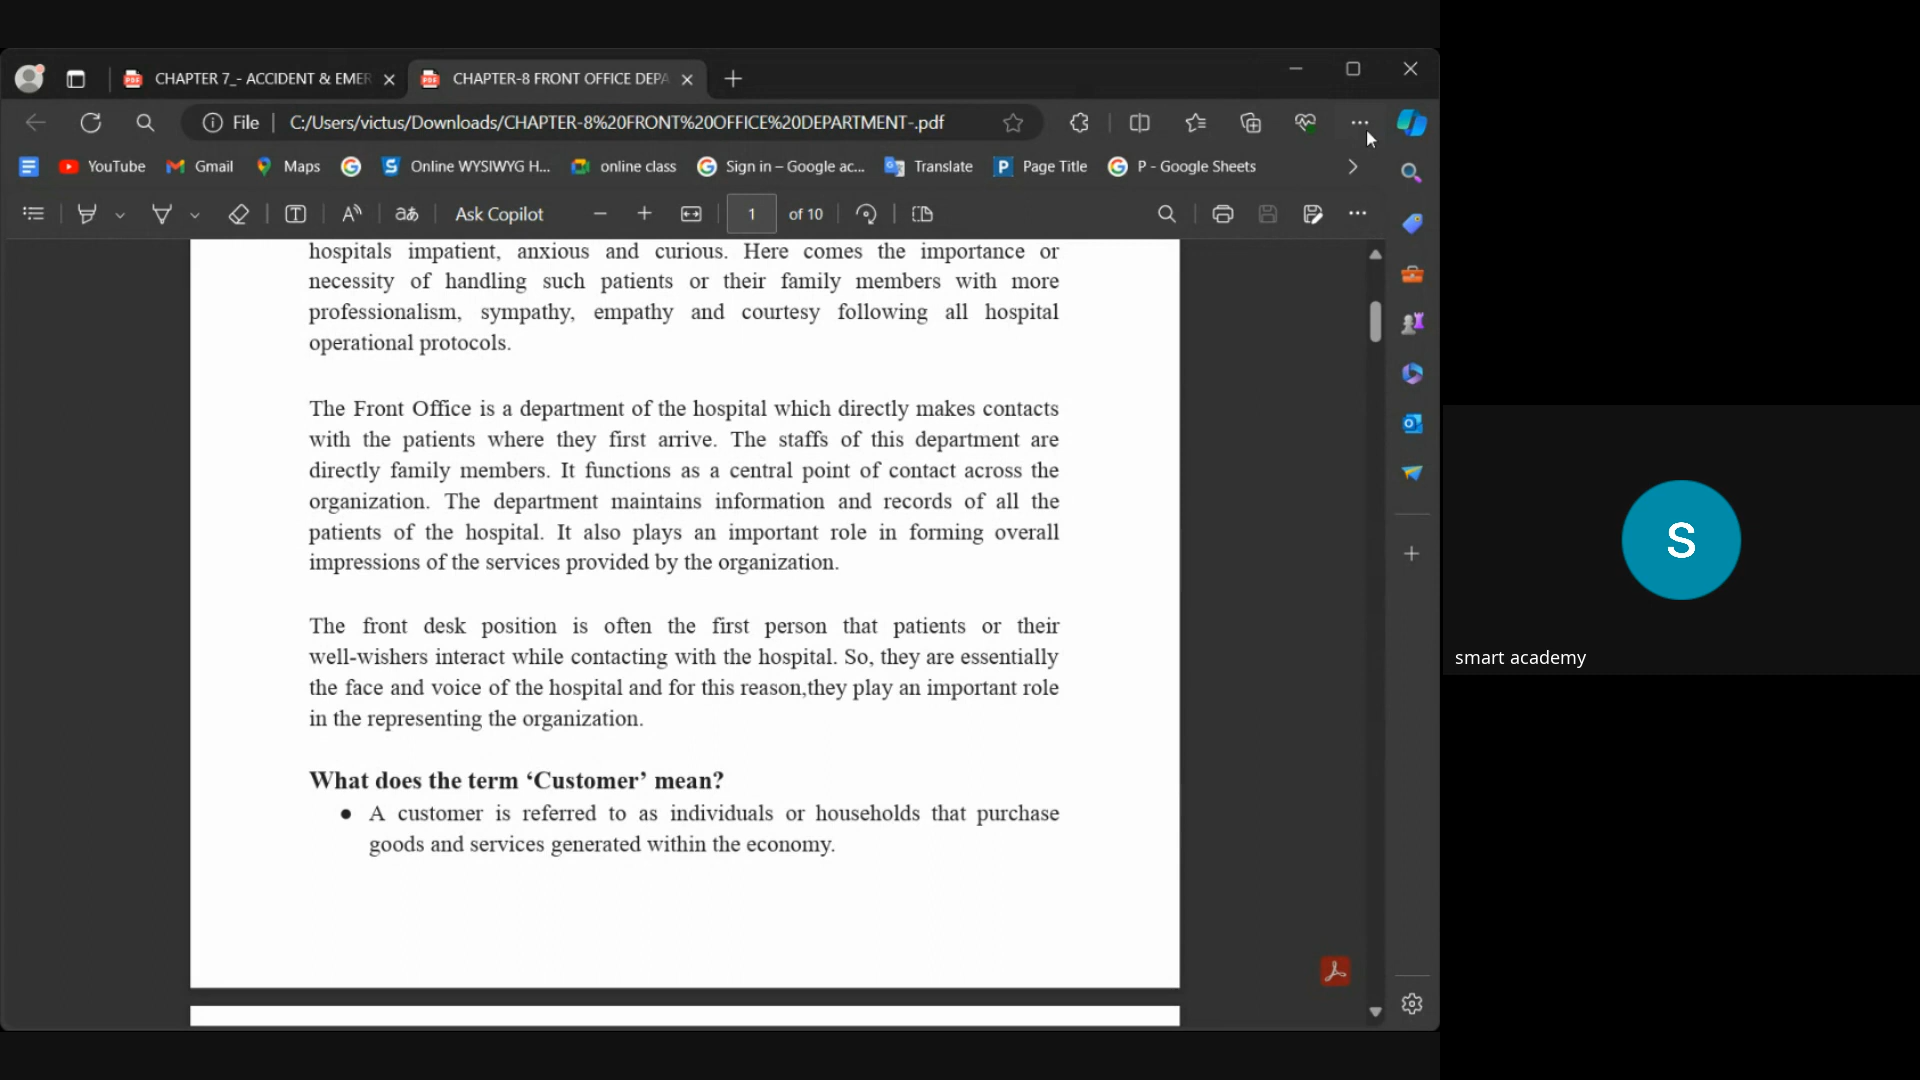 CHAPTER 7_- ACCIDENT & EMER
CHAPTER-8 FRONT OFFICE DEPA
File
C:/Users/victus/Downloads/CHAPTER-8%20FRONT%20OFFICE%20DEPARTMENT-.pdf
YouTube
Gmail
Maps
Online WYSIWYG H...
online class
Sign in – Google ac...
Translate
Page Title
P - Google Sheets
Ask Copilot
1 of 10
hospitals impatient, anxious and curious. Here comes the importance or
necessity of handling such patients or their family members with more
professionalism, sympathy, empathy and courtesy following all hospital
operational protocols.
The Front Office is a department of the hospital which directly makes contacts
with the patients where they first arrive. The staffs of this department are
directly family members. It functions as a central point of contact across the
organization. The department maintains information and records of all the
patients of the hospital. It also plays an important role in forming overall
impressions of the services provided by the organization.
The front desk position is often the first person that patients or their
well-wishers interact while contacting with the hospital. So, they are essentially
the face and voice of the hospital and for this reason,they play an important role
in the representing the organization.
What does the term ‘Customer’ mean?
● A customer is referred to as individuals or households that purchase
goods and services generated within the economy.
S
smart academy